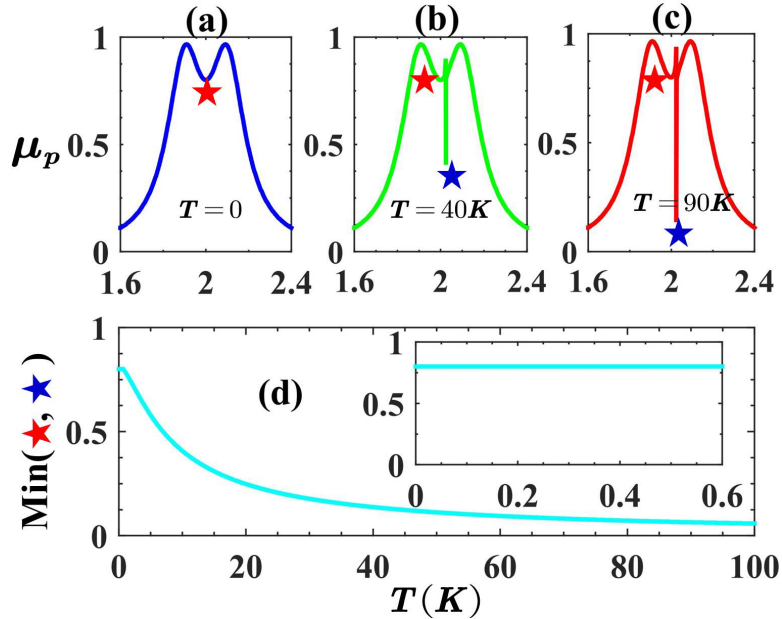 (a) (b) (c)
1 1 1
μp 0.5 0.5 0.5
T = 0 T = 40K T = 90K
0 0 0
1.6 2 2.4 1.6 2 2.4 1.6 2 2.4
Min(★, ★)
1
0.5
0
(d)
1
0.5
0
0 0.2 0.4 0.6
0 20 40 60 80 100
T(K)